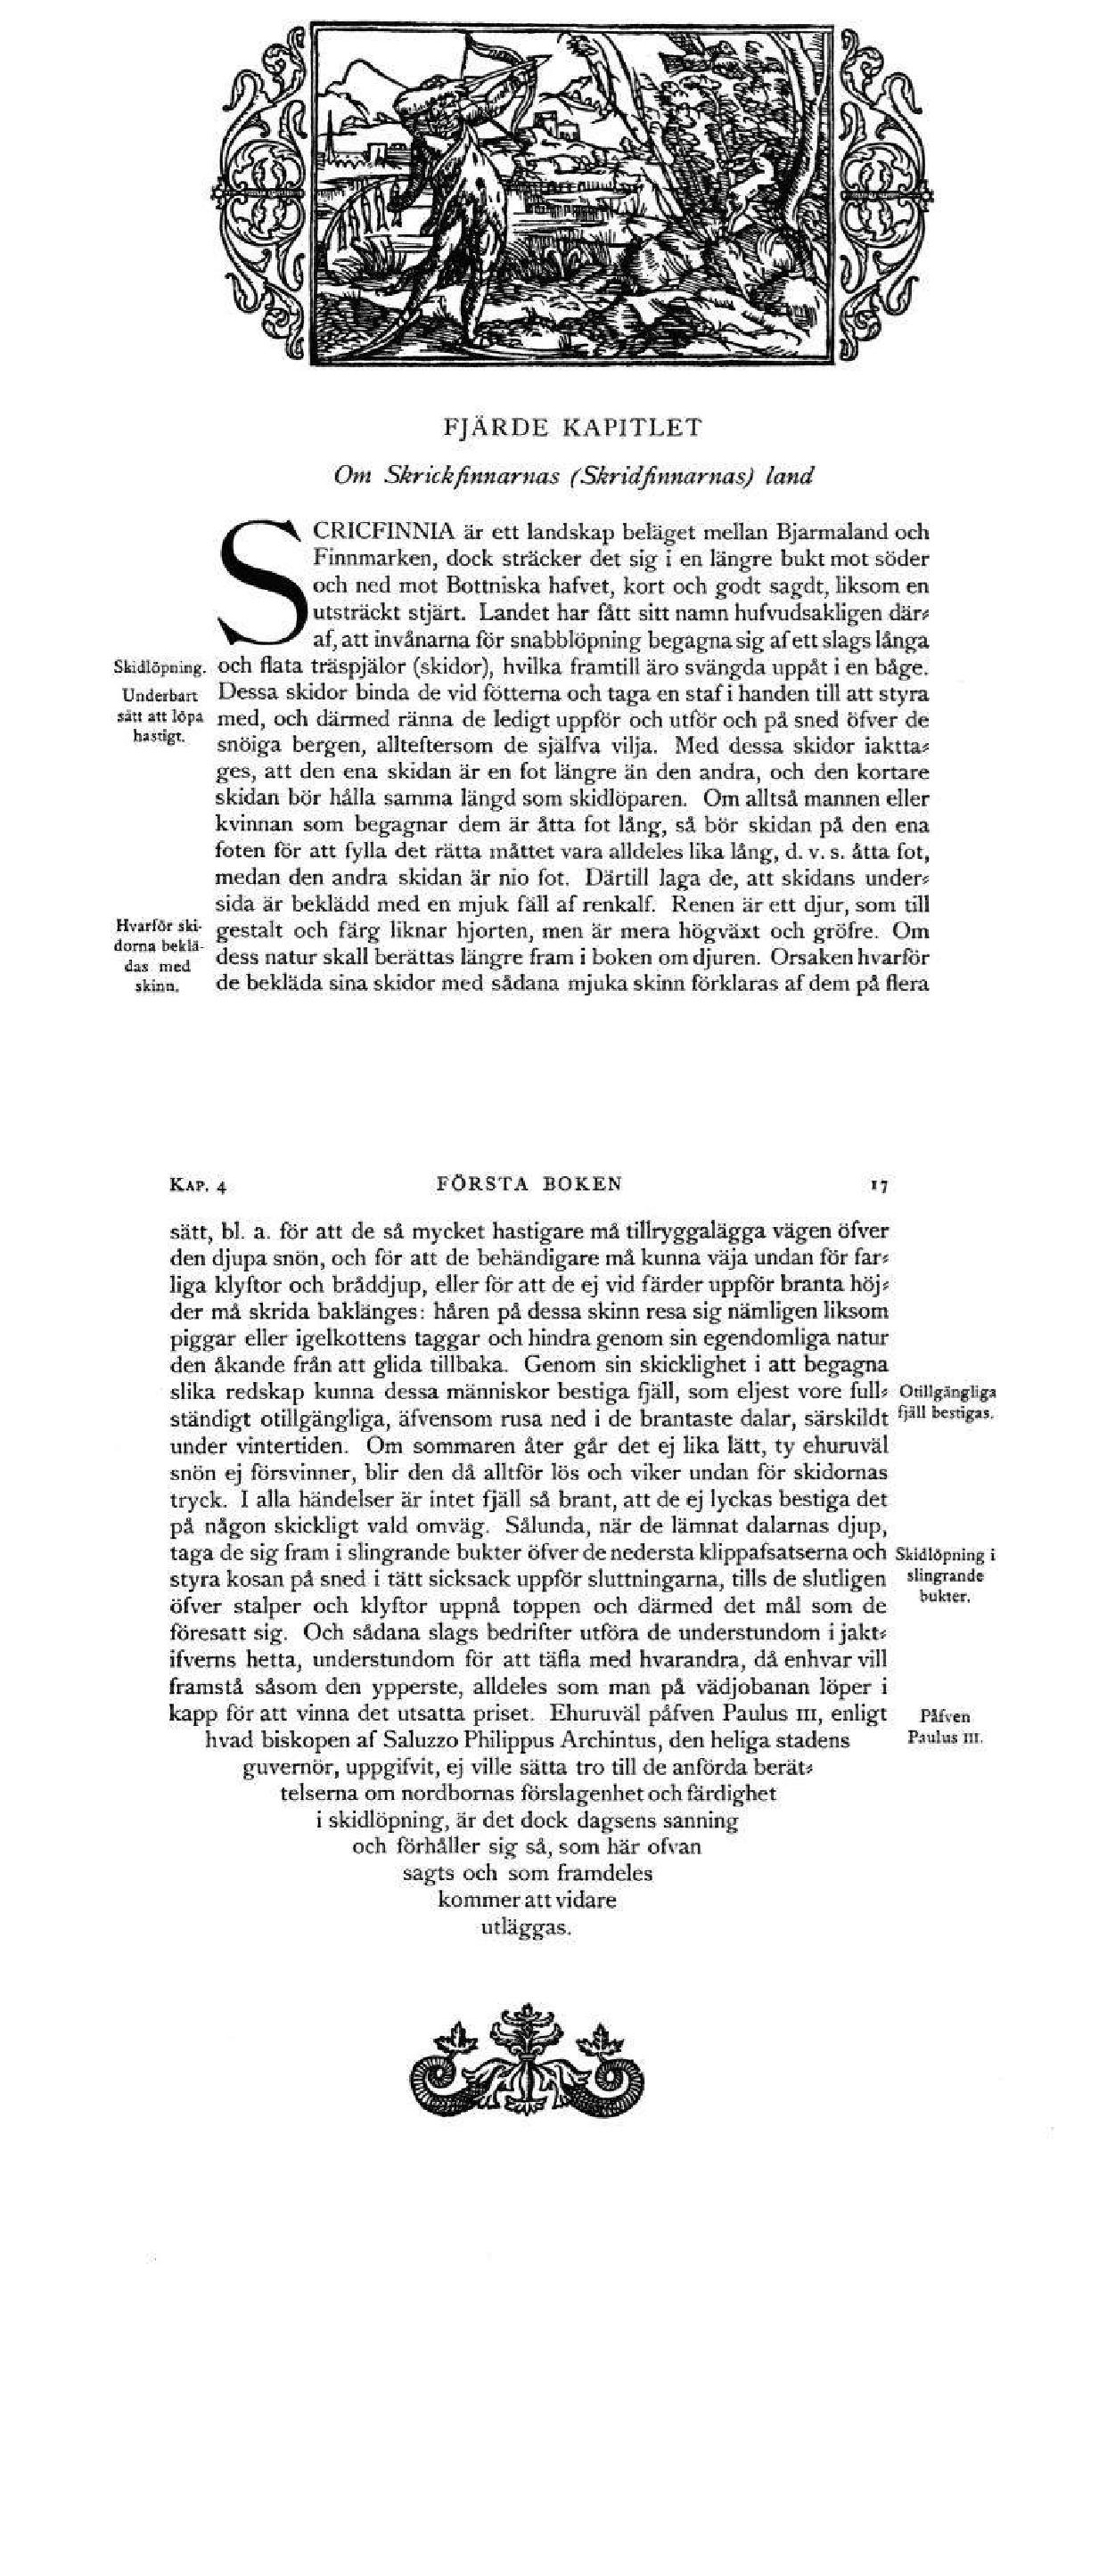 FJÄRDE KAPITLET
Om Skrickfinnarnas (Skridfinnarnas) land
SCRICFINNIA är ett landskap beläget mellan Bjarmaland och
Finnmarken, dock sträcker det sig i en längre bukt mot söder
och ned mot Bottniska hafvet, kort och godt sagdt, liksom en
utsträckt stjärt. Landet har fått sitt namn hufvudsakligen där-
af, att invånarna för snabblöpning begagna sig af ett slags långa
Skidlöpning.
och flata träspjälor (skidor), hvilka framtill äro svängda uppåt i en båge.
Underbart
sätt att löpa
hastigt.
Dessa skidor binda de vid fötterna och taga en staf i handen till att styra
med, och därmed ränna de ledigt uppför och utför och på sned öfver de
snöiga bergen, allteftersom de själfva vilja. Med dessa skidor iaktta-
ges, att den ena skidan är en fot längre än den andra, och den kortare
skidan bör hålla samma längd som skidlöparen. Om alltså mannen eller
kvinnan som begagnar dem är åtta fot lång, så bör skidan på den ena
foten för att fylla det rätta måttet vara alldeles lika lång, d. v. s. åtta fot,
medan den andra skidan är nio fot. Därtill laga de, att skidans under-
sida är beklädd med en mjuk fäll af renkalf. Renen är ett djur, som till
Hvarför ski-
dorna beklä-
das med
skinn.
gestalt och färg liknar hjorten, men är mera högväxt och gröfre. Om
dess natur skall berättas längre fram i boken om djuren. Orsaken hvarför
de bekläda sina skidor med sådana mjuka skinn förklaras af dem på flera
KAP. 4 FÖRSTA BOKEN 17
sätt, bl. a. för att de så mycket hastigare må tillryggalägga vägen öfver
den djupa snön, och för att de behändigare må kunna väja undan för far-
liga klyftor och bråddjup, eller för att de ej vid färder uppför branta höj-
der må skrida baklänges: håren på dessa skinn resa sig nämligen liksom
piggar eller igelkottens taggar och hindra genom sin egendomliga natur
den åkande från att glida tillbaka. Genom sin skicklighet i att begagna
slika redskap kunna dessa människor bestiga fjäll, som eljest vore full-
ständigt otillgängliga, äfvensom rusa ned i de brantaste dalar, särskildt
Otillgängliga
fjäll bestigas.
under vintertiden. Om sommaren åter går det ej lika lätt, ty ehuruväl
snön ej försvinner, blir den då alltför lös och viker undan för skidornas
tryck. I alla händelser är intet fjäll så brant, att de ej lyckas bestiga det
på någon skickligt vald omväg. Sålunda, när de lämnat dalarnas djup,
taga de sig fram i slingrande bukter öfver de nedersta klippafsatserna och
styra kosan på sned i tätt sicksack uppför sluttningarna, tills de slutligen
öfver stalper och klyftor uppnå toppen och därmed det mål som de
Skidlöpning i
slingrande
bukter.
föresatt sig. Och sådana slags bedrifter utföra de understundom i jakt-
ifverns hetta, understundom för att täfla med hvarandra, då enhvar vill
framstå såsom den ypperste, alldeles som man på vädjobanan löper i
kapp för att vinna det utsatta priset. Ehuruväl påfven Paulus III, enligt
hvad biskopen af Saluzzo Philippus Archintus, den heliga stadens
Påfven
Paulus III.
guvernör, uppgifvit, ej ville sätta tro till de anförda berät-
telserna om nordbornas förslagenhet och färdighet
i skidlöpning, är det dock dagsens sanning
och förhåller sig så, som här ofvan
sagts och som framdeles
kommer att vidare
utläggas.